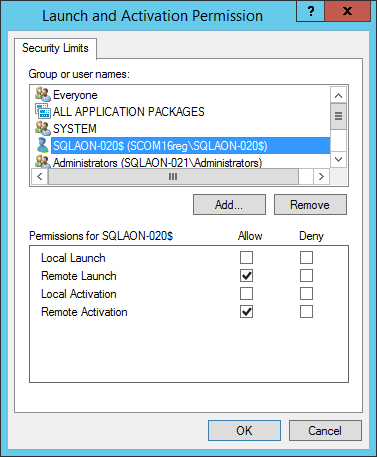 Launch and Activation Permission
? x
Security Limits
Group or user names:
Everyone
ALL APPLICATION PACKAGES
SYSTEM
SQLAON-020$ (SCOM16reg\SQLAON-020$)
Administrators (SQLAON-021\Administrators)
Add... Remove
Permissions for SQLAON-020$ Allow Deny
Local Launch
Remote Launch
Local Activation
Remote Activation
OK Cancel